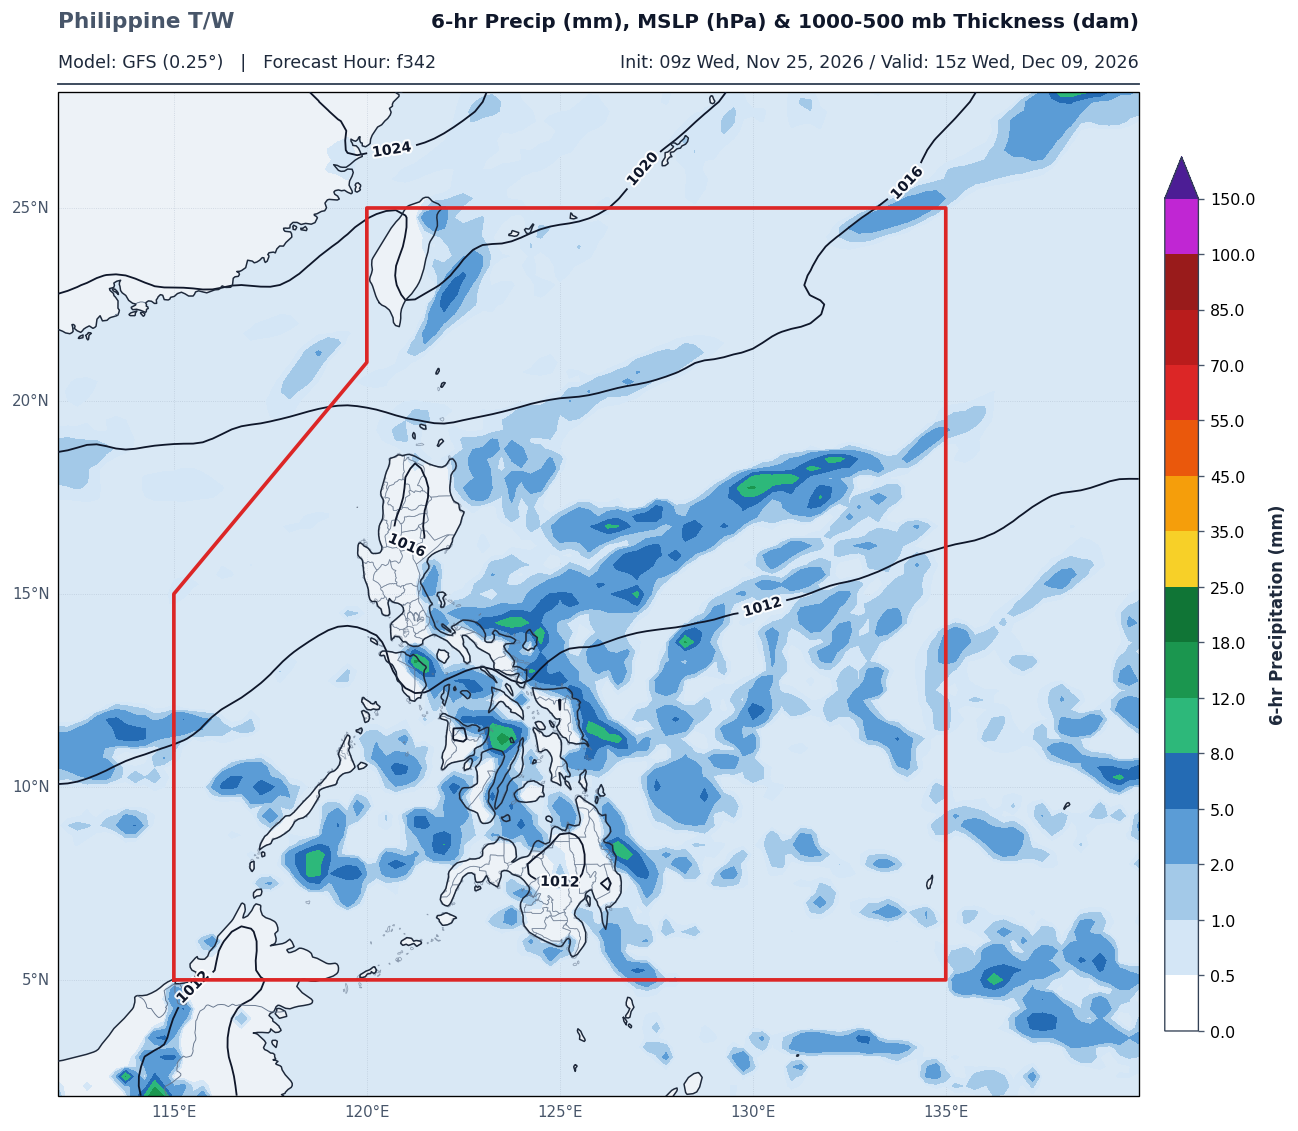 Philippine T/W
6-hr Precip (mm), MSLP (hPa) & 1000-500 mb Thickness (dam)
Model: GFS (0.25°) | Forecast Hour: f342
Init: 09z Wed, Nov 25, 2026 / Valid: 15z Wed, Dec 09, 2026
1024
1020
1016
1016
1012
1012
1012
25°N
20°N
15°N
10°N
5°N
115°E
120°E
125°E
130°E
135°E
150.0
100.0
85.0
70.0
55.0
45.0
35.0
25.0
18.0
12.0
8.0
5.0
2.0
1.0
0.5
0.0
6-hr Precipitation (mm)